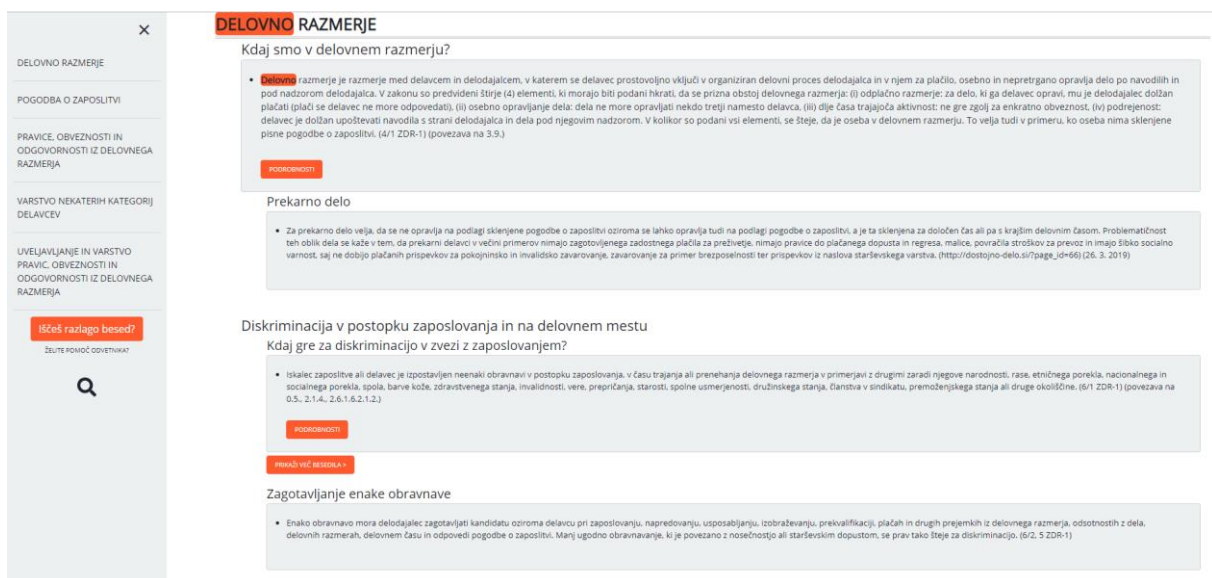 ×
DELOVNO RAZMERJE
POGODBA O ZAPOSLITVI
PRAVICE, OBVEZNOSTI IN
ODGOVORNOSTI IZ DELOVNEGA
RAZMERJA
VARSTVO NEKATERIH KATEGORIJ
DELAVCEV
UVELJAVLJANJE IN VARSTVO
PRAVIC, OBVEZNOSTI IN
ODGOVORNOSTI IZ DELOVNEGA
RAZMERJA
Iščeš razlago besed?
ŽELITE POMOČ ODVETNIKA?
DELOVNO RAZMERJE
Kdaj smo v delovnem razmerju?
• Delovno razmerje je razmerje med delavcem in delodajalcem, v katerem se delavec prostovoljno vključi v organiziran delovni proces delodajalca in v njem za plačilo, osebno in nepretrgano opravlja delo po navodilih in
pod nadzorom delodajalca. V zakonu so predvideni štirje (4) elementi, ki morajo biti podani hkrati, da se prizna obstoj delovnega razmerja: (i) odplačno razmerje: za delo, ki ga delavec opravi, mu je delodajalec dolžan
plačati (plači se delavec ne more odpovedati), (ii) osebno opravljanje dela: dela ne more opravljati nekdo tretji namesto delavca, (iii) dlje časa trajajoča aktivnost: ne gre zgolj za enkratno obveznost, (iv) podrejenost:
delavec je dolžan upoštevati navodila s strani delodajalca in dela pod njegovim nadzorom. V kolikor so podani vsi elementi, se šteje, da je oseba v delovnem razmerju. To velja tudi v primeru, ko oseba nima sklenjene
pisne pogodbe o zaposlitvi. (4/1 ZDR-1) (povezava na 3.9.)
PODROBNOSTI
Prekarno delo
• Za prekarno delo velja, da se ne opravlja na podlagi sklenjene pogodbe o zaposlitvi oziroma se lahko opravlja tudi na podlagi pogodbe o zaposlitvi, a je ta sklenjena za določen čas ali pa s krajšim delovnim časom. Problematičnost
teh oblik dela se kaže v tem, da prekarni delavci v večini primerov nimajo zagotovljenega zadostnega plačila za preživetje, nimajo pravice do plačanega dopusta in regresa, malice, povračila stroškov za prevoz in imajo šibko socialno
varnost, saj ne dobijo plačanih prispevkov za pokojninsko in invalidsko zavarovanje, zavarovanje za primer brezposelnosti ter prispevkov iz naslova starševskega varstva. (http://dostojno-delo.si/?page_id=66) (26. 3. 2019)
Diskriminacija v postopku zaposlovanja in na delovnem mestu
Kdaj gre za diskriminacijo v zvezi z zaposlovanjem?
• Iskalec zaposlitve ali delavec je izpostavljen neenaki obravnavi v postopku zaposlovanja, v času trajanja ali prenehanja delovnega razmerja v primerjavi z drugimi zaradi njegove narodnosti, rase, etničnega porekla, nacionalnega in
socialnega porekla, spola, barve kože, zdravstvenega stanja, invalidnosti, vere, prepričanja, starosti, spolne usmerjenosti, družinskega stanja, članstva v sindikatu, premoženjskega stanja ali druge okoliščine. (6/1 ZDR-1) (povezava na
0.5., 2.1.4., 2.6.1.6.2.1.2.)
PODROBNOSTI
PRIKAŽI VEČ BESEDILA »
Zagotavljanje enake obravnave
• Enako obravnavo mora delodajalec zagotavljati kandidatu oziroma delavcu pri zaposlovanju, napredovanju, usposabljanju, izobraževanju, prekvalifikaciji, plačah in drugih prejemkih iz delovnega razmerja, odsotnostih z dela,
delovnih razmerah, delovnem času in odpovedi pogodbe o zaposlitvi. Manj ugodno obravnavanje, ki je povezano z nosečnostjo ali starševskim dopustom, se prav tako šteje za diskriminacijo. (6/2, 5 ZDR-1)